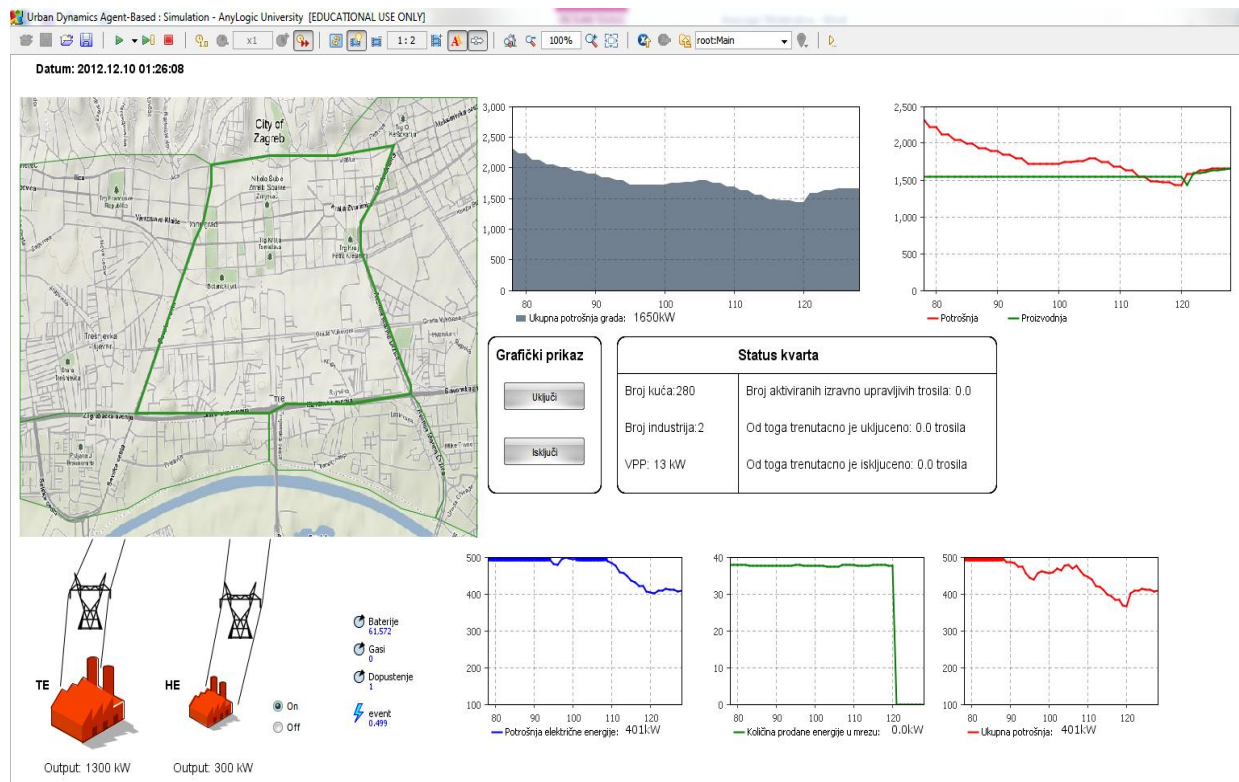 Urban Dynamics Agent-Based : Simulation - AnyLogic University [EDUCATIONAL USE ONLY]
x1
1:2
100%
root:Main
Datum: 2012.12.10 01:26:08
City of
Zagreb
Ilica
Trg Kralja
Tomislava
Trešnjevka
3,000
2,500
2,000
1,500
1,000
500
0
80 90 100 110 120
Ukupna potrošnja grada: 1650kW
2,500
2,000
1,500
1,000
500
0
80 90 100 110 120
Potrošnja Proizvodnja
Grafički prikaz
Uključi
Isključi
Status kvarta
Broj kuća:280
Broj industrija:2
VPP: 13 kW
Broj aktiviranih izravno upravljivih trosila: 0.0
Od toga trenutacno je ukljuceno: 0.0 trosila
Od toga trenutacno je iskljuceno: 0.0 trosila
TE
Output: 1300 kW
HE
Output: 300 kW
On
Off
Baterije
61,572
Gasi
0
Dopustenje
1
event
0.499
500
400
300
200
100
80 90 100 110 120
Potrošnja električne energije: 401kW
40
30
20
10
0
80 90 100 110 120
Količina prodane energije u mrezu: 0.0kW
500
400
300
200
100
80 90 100 110 120
Ukupna potrošnja: 401kW